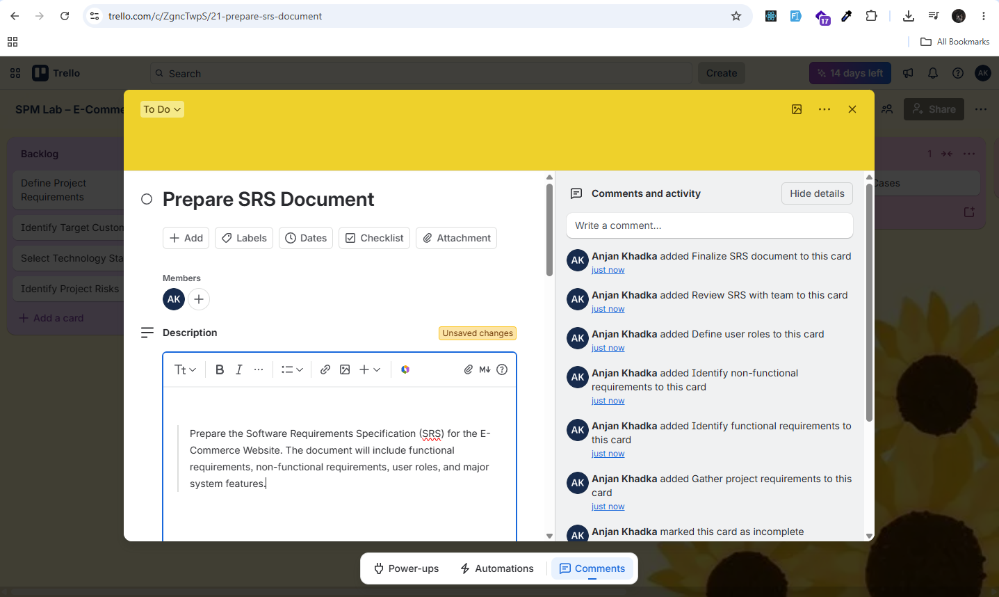 trello.com/c/ZgncTwpS/21-prepare-srs-document
17
All Bookmarks
Trello
Search
Create
14 days left
AK
SPM Lab – E-Comme
Share
To Do
Backlog
Define Project
Requirements
Identify Target Custom
Select Technology Sta
Identify Project Risks
Add a card
1
Cases
Prepare SRS Document
Add
Labels
Dates
Checklist
Attachment
Members
AK
Description
Unsaved changes
Tt
B
I
M
Prepare the Software Requirements Specification (SRS) for the E-
Commerce Website. The document will include functional
requirements, non-functional requirements, user roles, and major
system features.
Comments and activity
Hide details
Write a comment...
AK
Anjan Khadka added Finalize SRS document to this card
just now
AK
Anjan Khadka added Review SRS with team to this card
just now
AK
Anjan Khadka added Define user roles to this card
just now
AK
Anjan Khadka added Identify non-functional
requirements to this card
just now
AK
Anjan Khadka added Identify functional requirements to
this card
just now
AK
Anjan Khadka added Gather project requirements to this
card
just now
AK
Anjan Khadka marked this card as incomplete
Power-ups
Automations
Comments